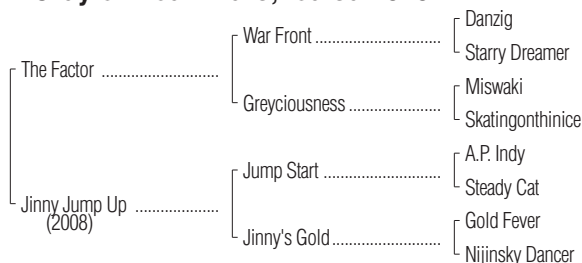 War Front
Danzig
Starry Dreamer
The Factor
Greyciousness
Miswaki
Skatingonthinice
Jinny Jump Up
(2008)
Jump Start
A.P. Indy
Steady Cat
Jinny's Gold
Gold Fever
Nijinsky Dancer